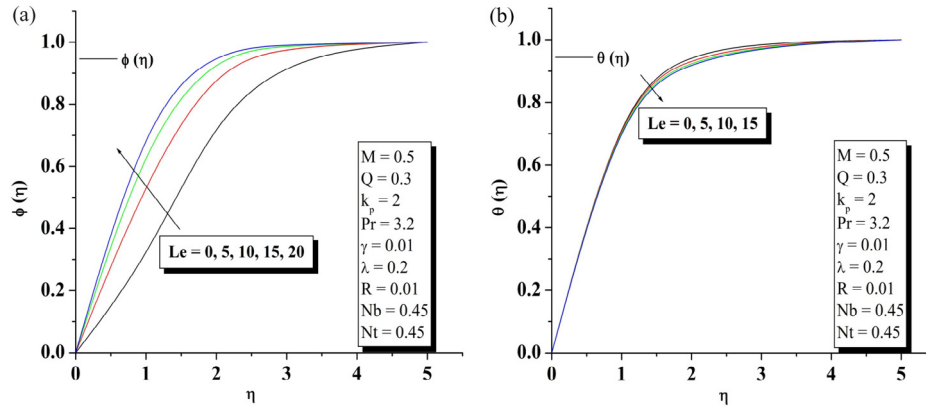 (a)
1.0
0.8
0.6
0.4
0.2
0.0
ϕ (η)
ϕ (η)
Le = 0, 5, 10, 15, 20
M = 0.5
Q = 0.3
kp = 2
Pr = 3.2
γ = 0.01
λ = 0.2
R = 0.01
Nb = 0.45
Nt = 0.45
0 1 2 3 4 5
η
(b)
1.0
0.8
0.6
0.4
0.2
0.0
θ (η)
θ (η)
Le = 0, 5, 10, 15
M = 0.5
Q = 0.3
kp = 2
Pr = 3.2
γ = 0.01
λ = 0.2
R = 0.01
Nb = 0.45
Nt = 0.45
0 1 2 3 4 5
η